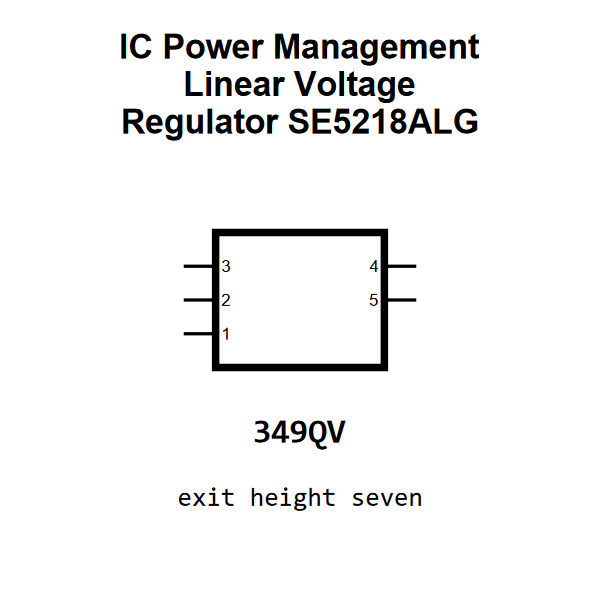 IC Power Management
Linear Voltage
Regulator SE5218ALG
3 4
2 5
1
349QV
exit height seven